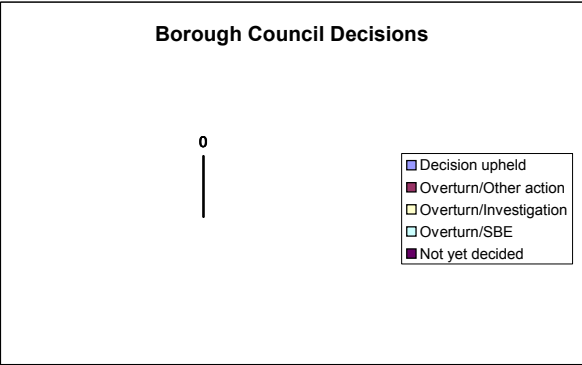 Borough Council Decisions
0
Decision upheld
Overturn/Other action
Overturn/Investigation
Overturn/SBE
Not yet decided